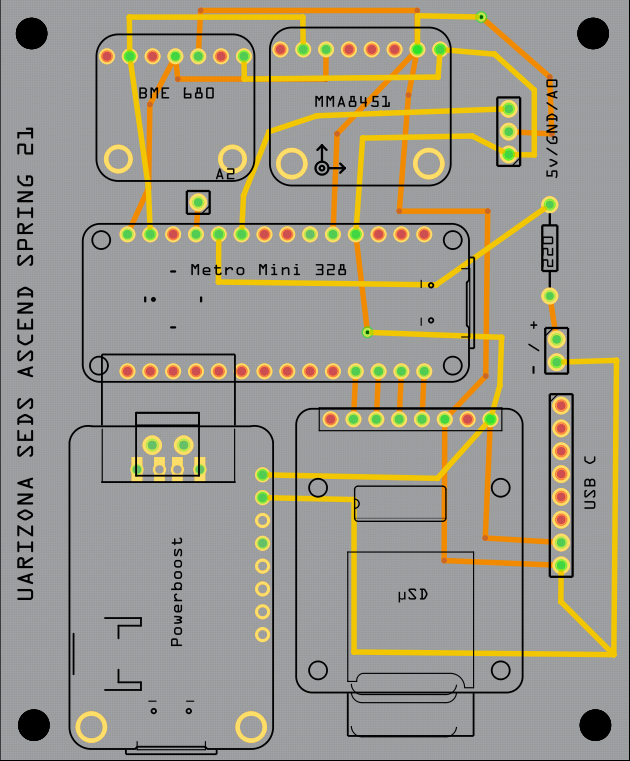 BME 680
MMA8451
5v/GND/A0
A2
UARIZONA SEDS ASCEND SPRING 21
Metro Mini 328
220
- / +
USB C
Powerboost
µSD